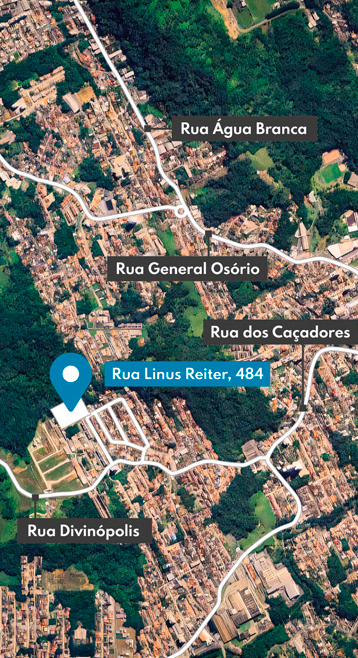 Rua Água Branca
Rua General Osório
Rua dos Caçadores
Rua Linus Reiter, 484
Rua Divinópolis